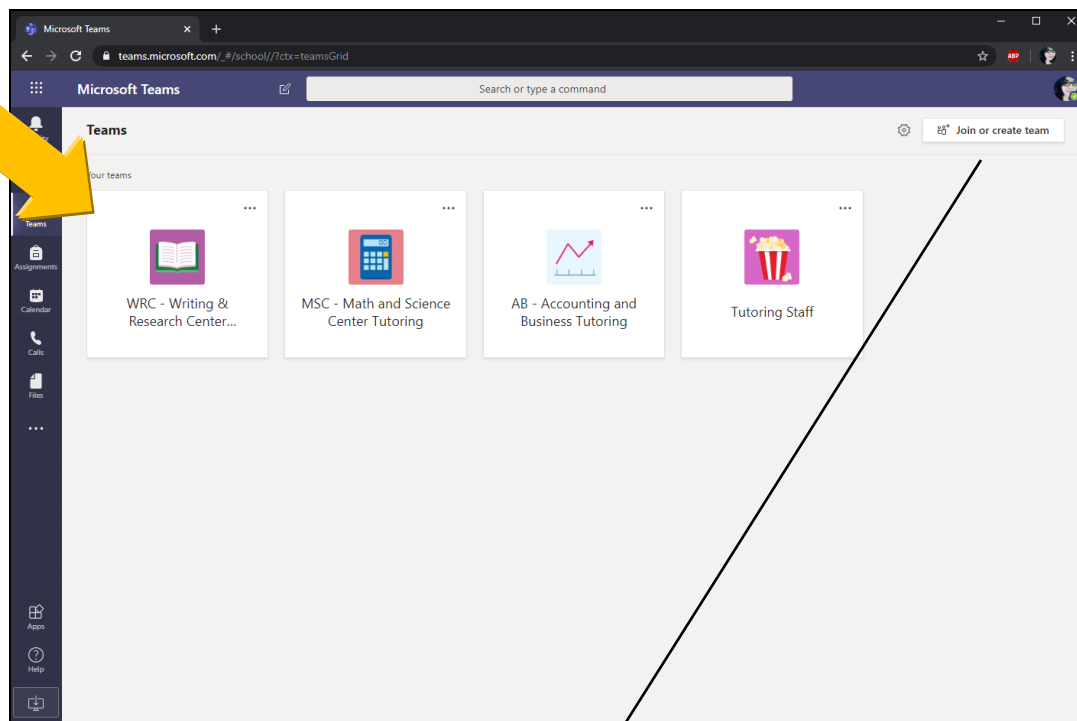 Microsoft Teams
teams.microsoft.com/_#/school//?ctx=teamsGrid
ABP
Microsoft Teams
Search or type a command
Teams
Join or create team
Your teams
Teams
Assignments
Calendar
Calls
Files
Apps
Help
WRC - Writing &
Research Center...
MSC - Math and Science
Center Tutoring
AB - Accounting and
Business Tutoring
Tutoring Staff